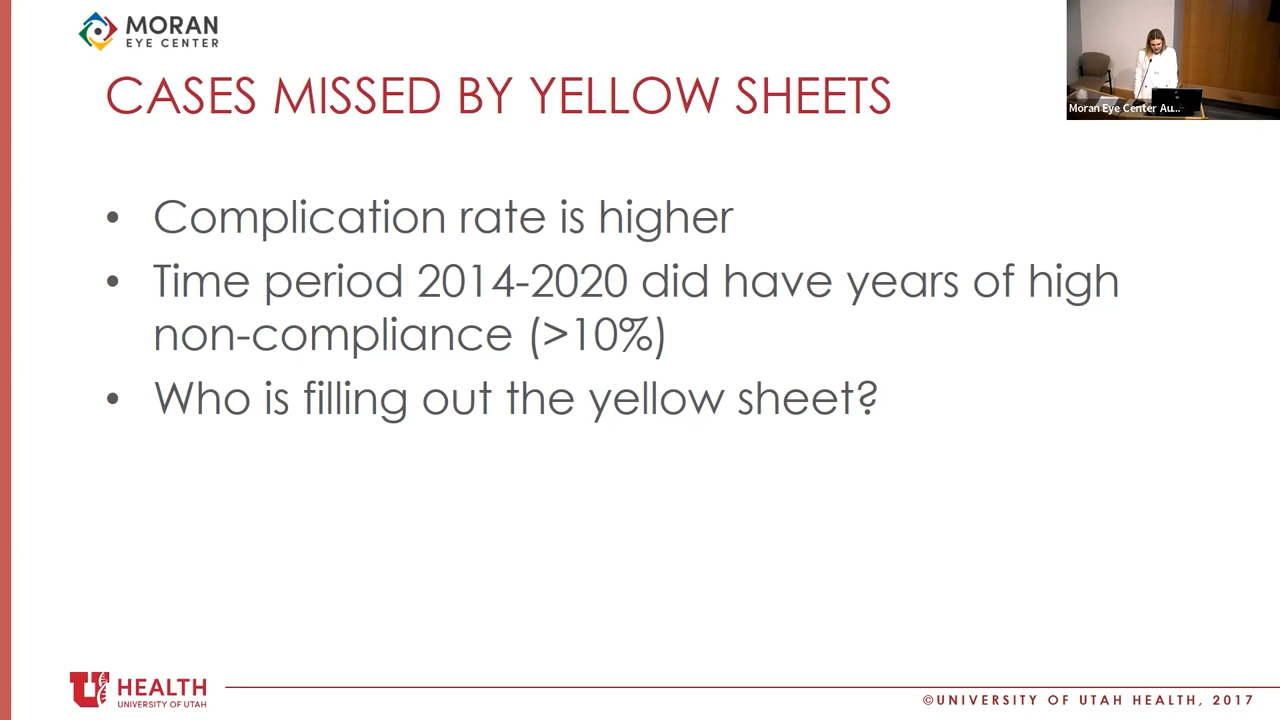 MORAN
EYE CENTER
CASES MISSED BY YELLOW SHEETS
Moran Eye Center Au...
• Complication rate is higher
• Time period 2014-2020 did have years of high
non-compliance (>10%)
• Who is filling out the yellow sheet?
U HEALTH
UNIVERSITY OF UTAH
©UNIVERSITY OF UTAH HEALTH, 2017